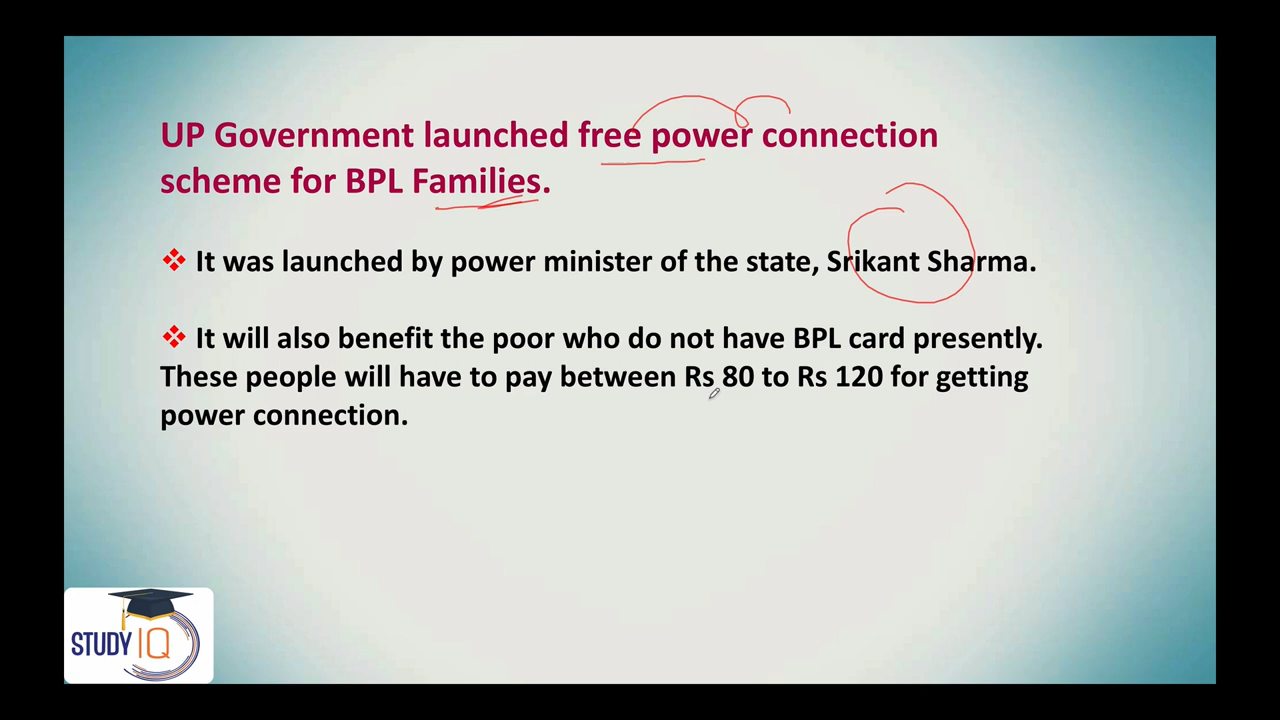 UP Government launched free power connection
scheme for BPL Families.
It was launched by power minister of the state, Srikant Sharma.
It will also benefit the poor who do not have BPL card presently.
These people will have to pay between Rs 80 to Rs 120 for getting
power connection.
STUDY IQ